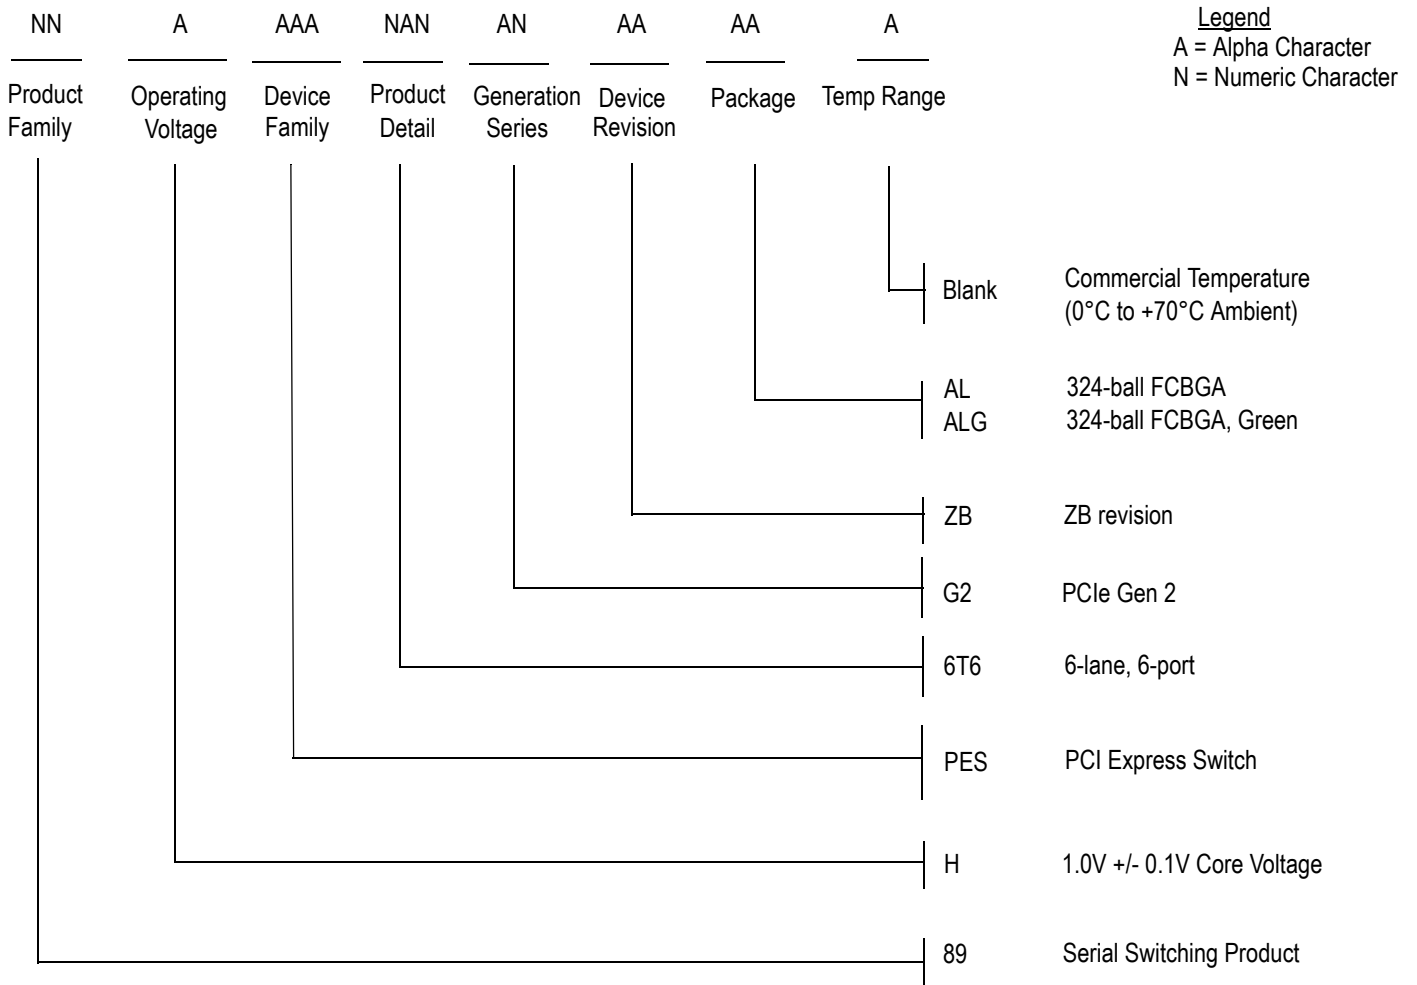 NN A AAA NAN AN AA AA A
Legend
A = Alpha Character
N = Numeric Character
Product
Family
Operating
Voltage
Device
Family
Product
Detail
Generation
Series
Device
Revision
Package
Temp Range
Blank Commercial Temperature
(0°C to +70°C Ambient)
AL 324-ball FCBGA
ALG 324-ball FCBGA, Green
ZB ZB revision
G2 PCIe Gen 2
6T6 6-lane, 6-port
PES PCI Express Switch
H 1.0V +/- 0.1V Core Voltage
89 Serial Switching Product